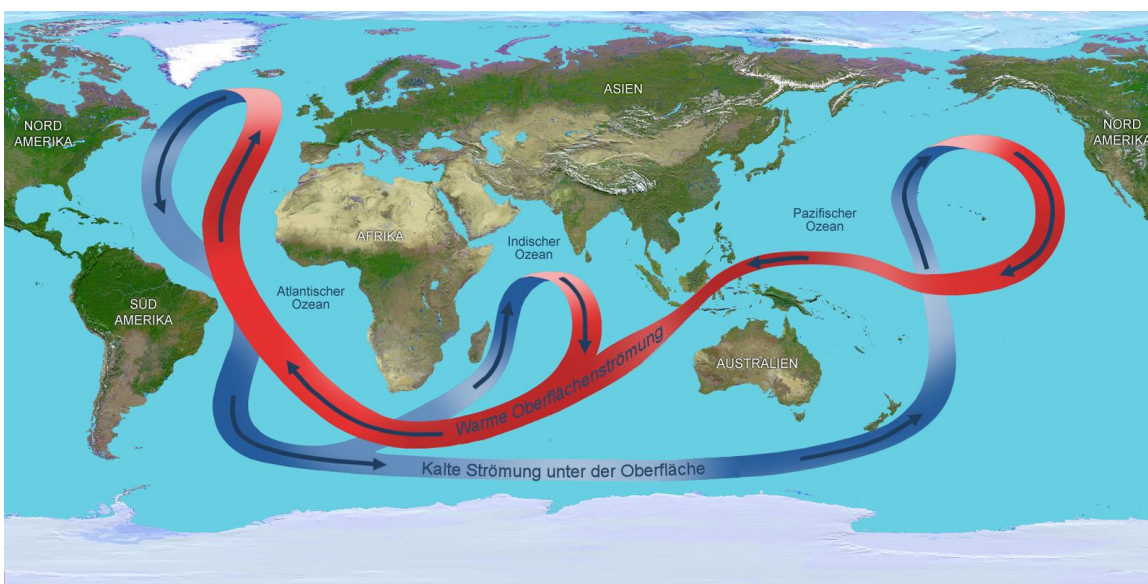 ASIEN
NORD
AMERIKA
NORD
AMERIKA
Pazifischer
Ozean
AFRIKA
Indischer
Ozean
Atlantischer
Ozean
SÜD
AMERIKA
AUSTRALIEN
Warme Oberflächenströmung
Kalte Strömung unter der Oberfläche